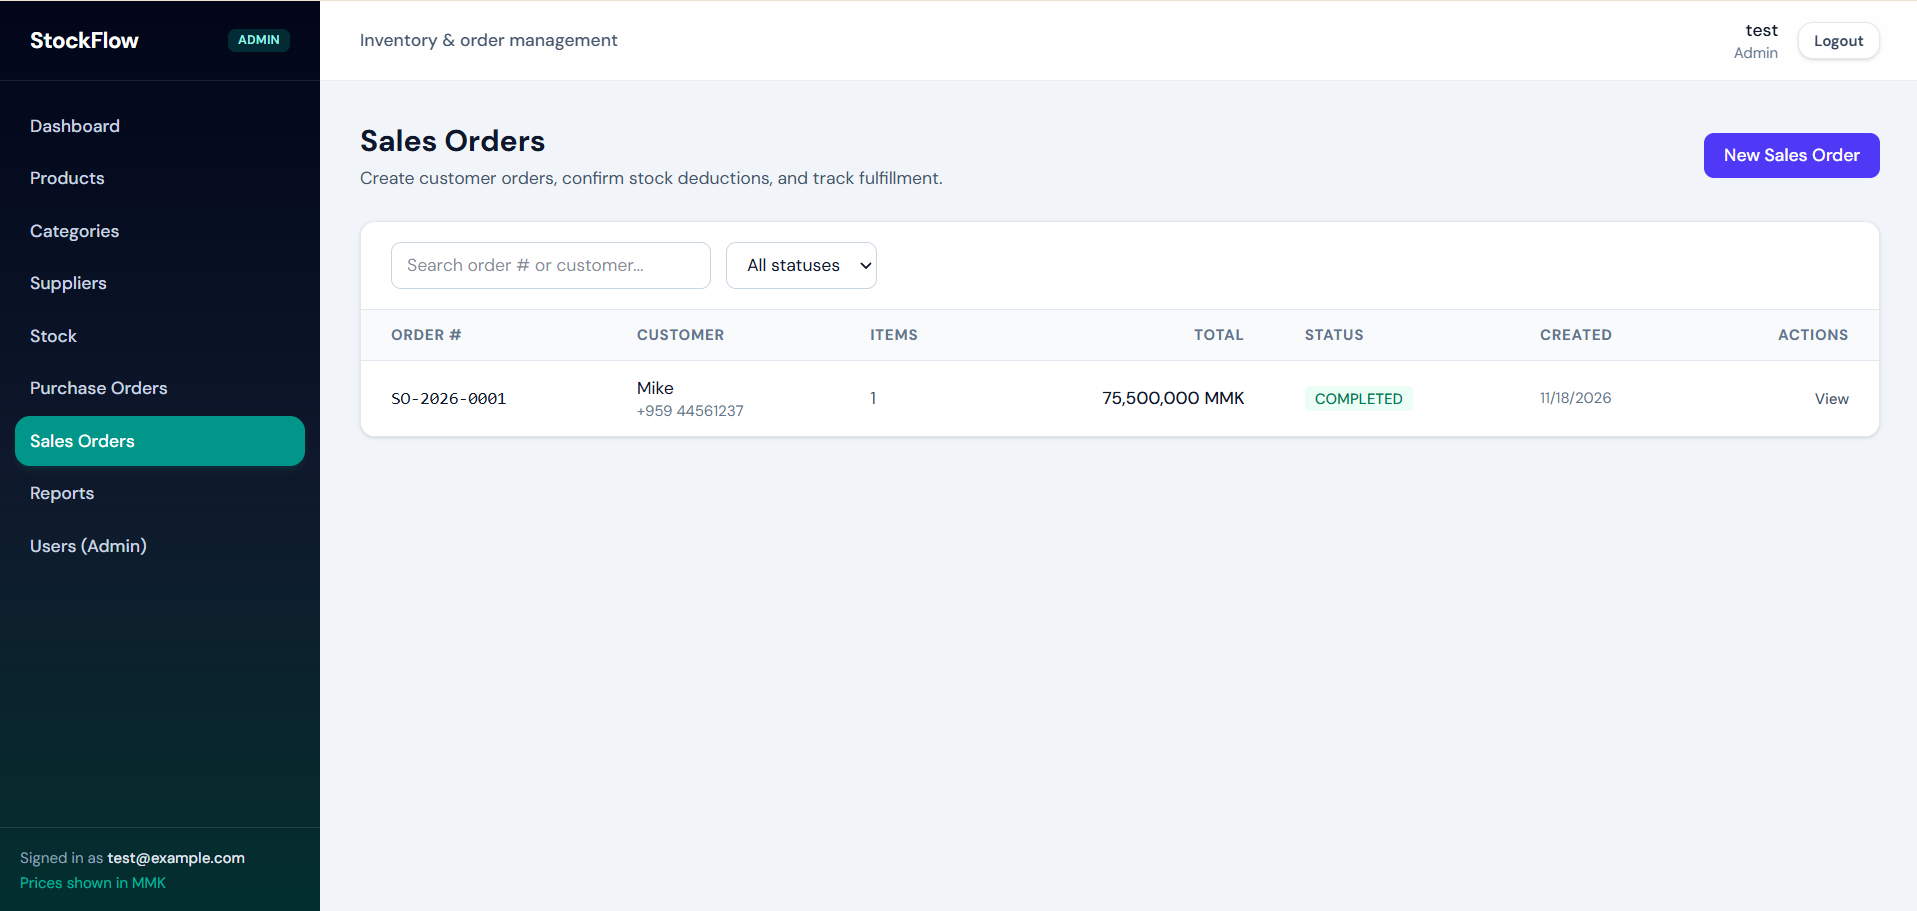 StockFlow
ADMIN
Dashboard
Products
Categories
Suppliers
Stock
Purchase Orders
Sales Orders
Reports
Users (Admin)
Signed in as test@example.com
Prices shown in MMK
Inventory & order management
test
Admin
Logout
Sales Orders
Create customer orders, confirm stock deductions, and track fulfillment.
New Sales Order
Search order # or customer...
All statuses
ORDER # CUSTOMER ITEMS TOTAL STATUS CREATED ACTIONS
SO-2026-0001 Mike 1 75,500,000 MMK COMPLETED 11/18/2026 View
+959 44561237